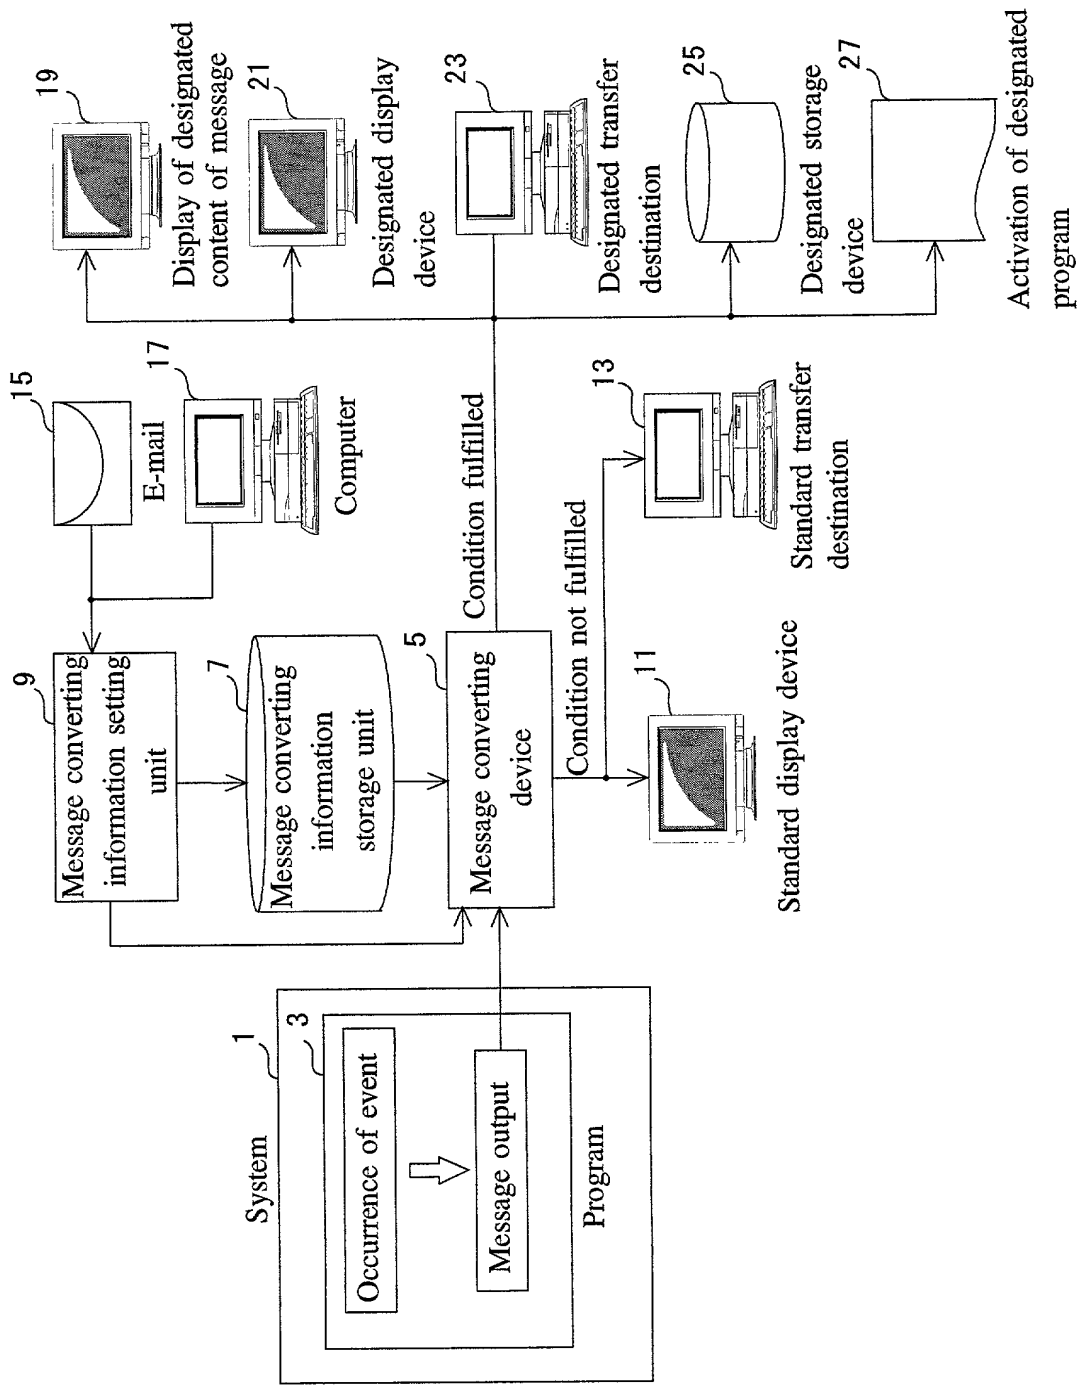 System
1
3
Occurrence of event
Message output
Program
9
Message converting
information setting
unit
7
Message converting
information
storage unit
5
Message converting
device
15
E-mail
17
Computer
Condition fulfilled
Condition not fulfilled
11
Standard display device
13
Standard transfer
destination
19
Display of designated
content of message
21
Designated display
device
23
Designated transfer
destination
25
Designated storage
device
27
Activation of designated
program